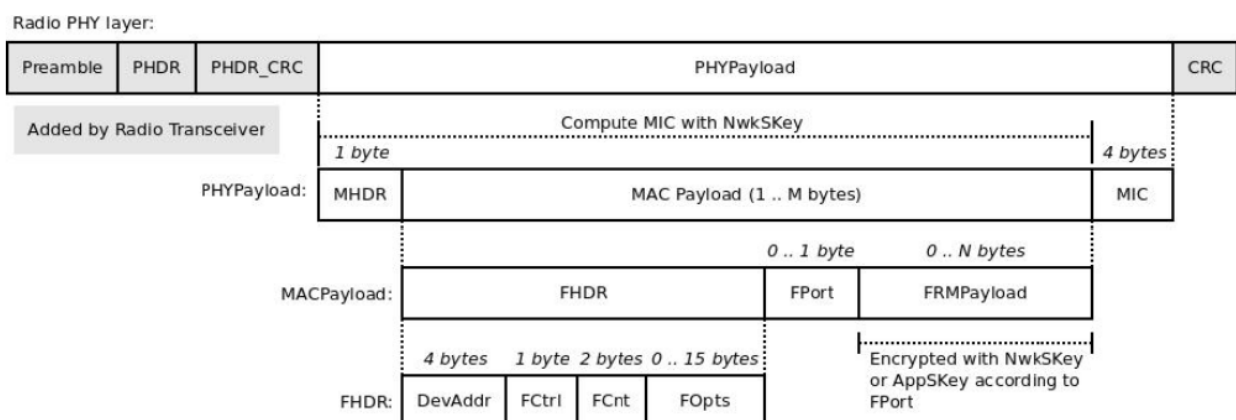 Radio PHY layer:
Preamble PHDR PHDR_CRC PHYPayload CRC
Added by Radio Transceiver
Compute MIC with NwkSKey
1 byte 4 bytes
PHYPayload: MHDR MAC Payload (1 .. M bytes) MIC
0 .. 1 byte 0 .. N bytes
MACPayload: FHDR FPort FRMPayload
4 bytes 1 byte 2 bytes 0 .. 15 bytes
Encrypted with NwkSKey
or AppSKey according to
FPort
FHDR: DevAddr FCtrl FCnt FOpts